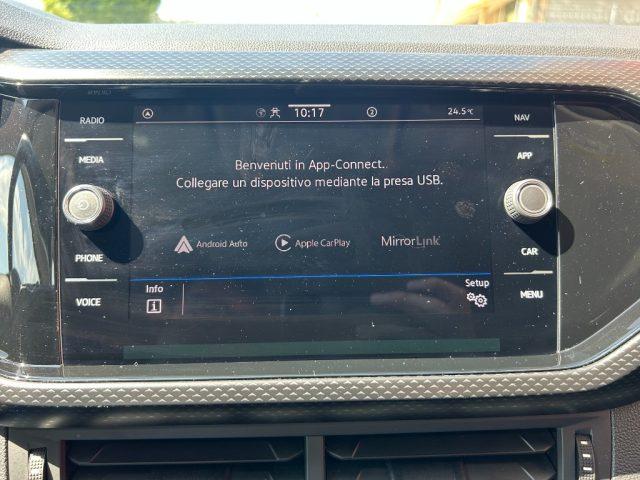 RADIO
MEDIA
PHONE
VOICE
10:17
2
24.5°C
Benvenuti in App-Connect.
Collegare un dispositivo mediante la presa USB.
Android Auto
Apple CarPlay
MirrorLink
Info
Setup
NAV
APP
CAR
MENU